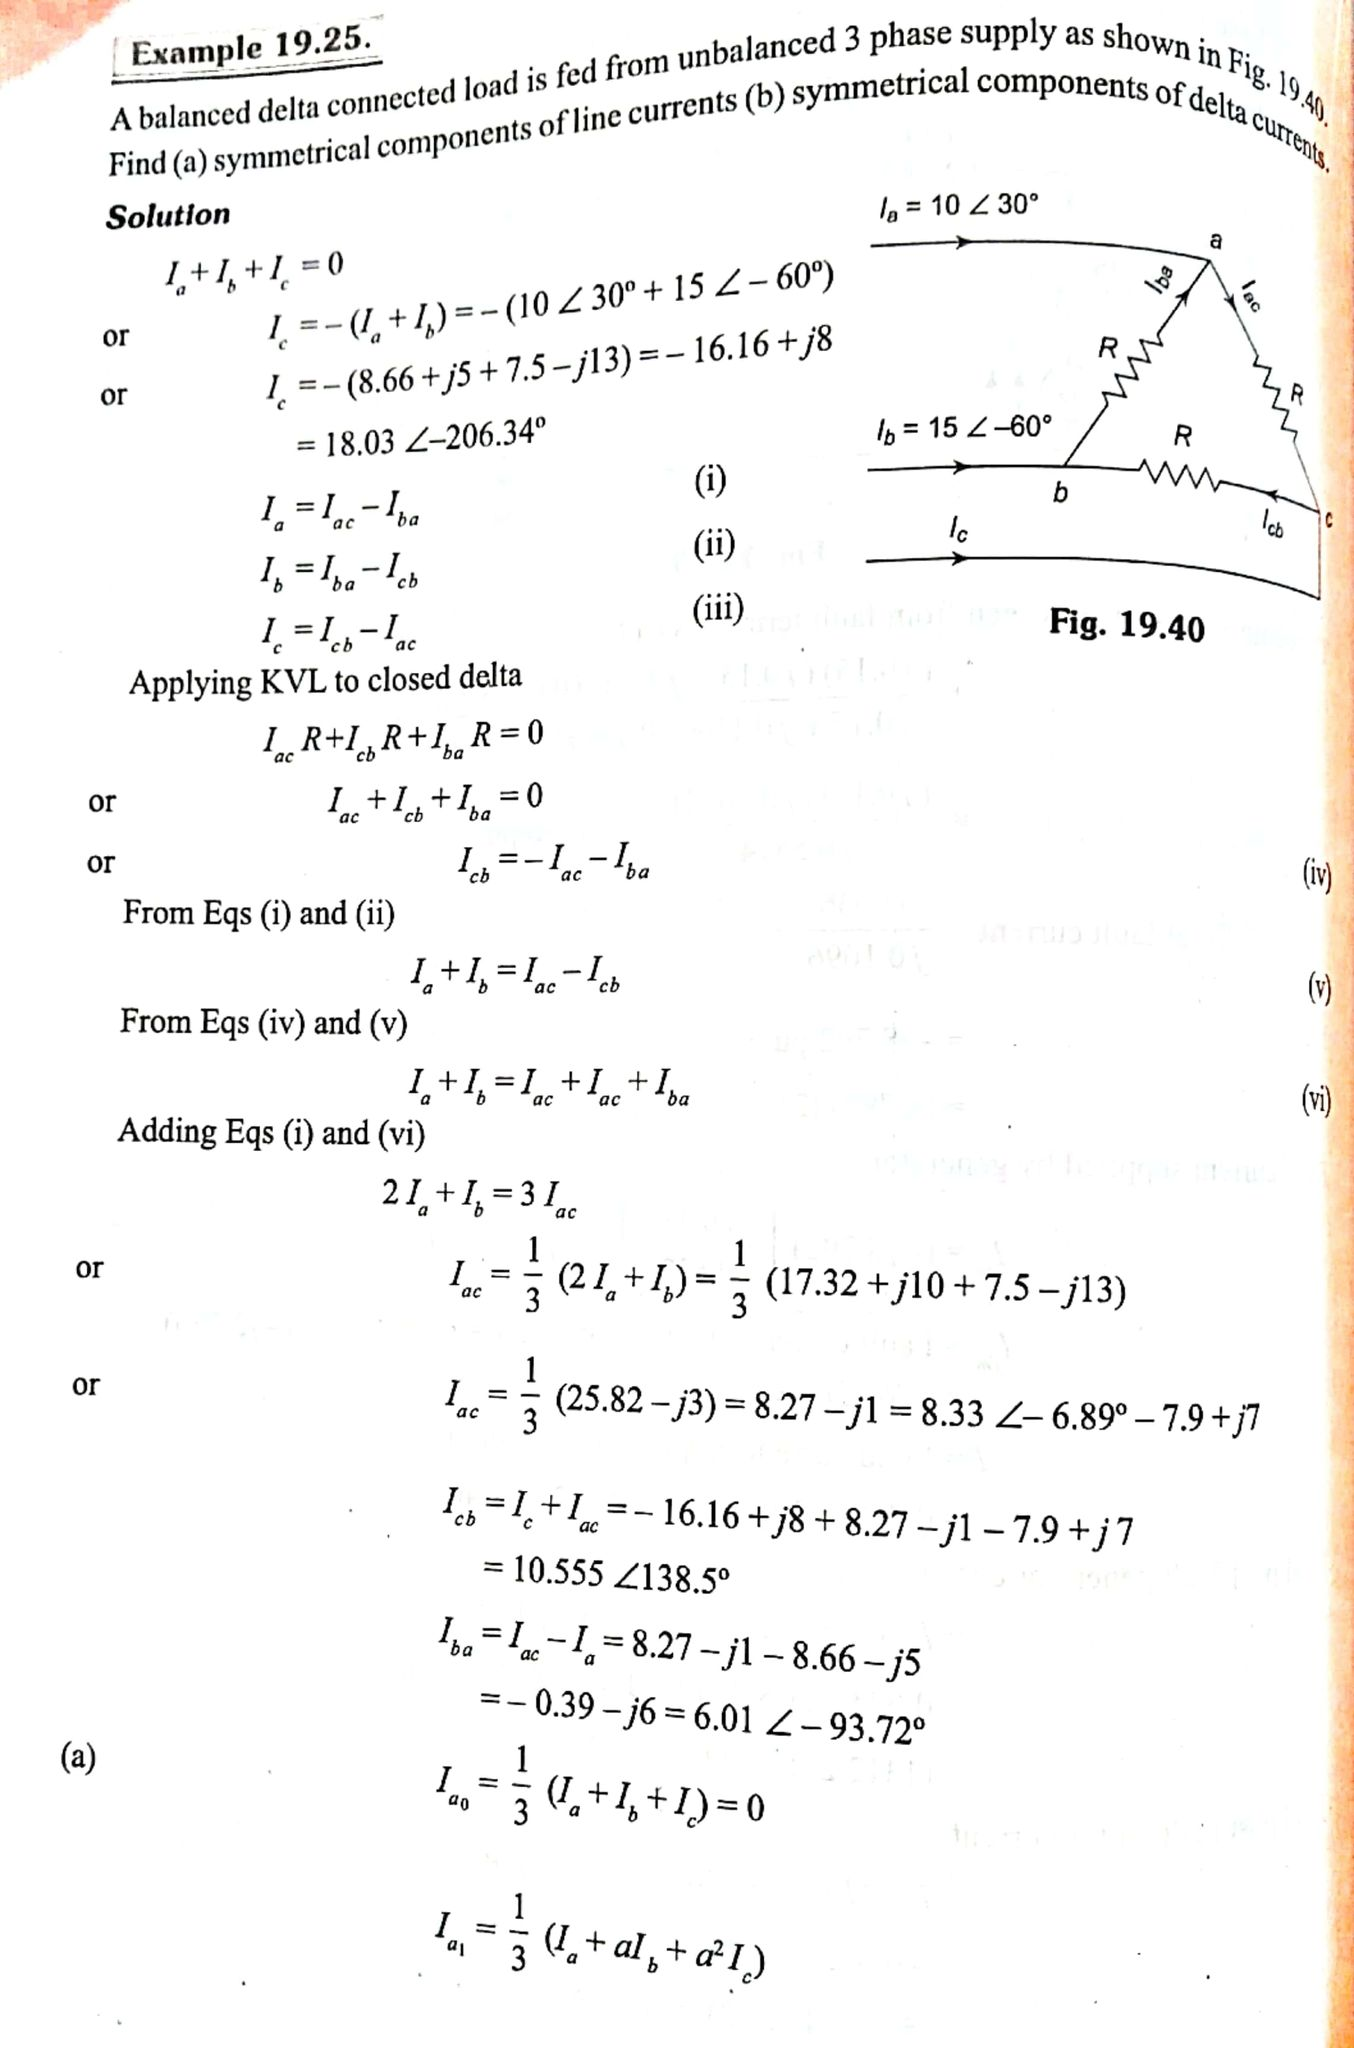 Example 19.25.
A balanced delta connected load is fed from unbalanced 3 phase supply as shown in Fig. 19.40.
Find (a) symmetrical components of line currents (b) symmetrical components of delta currents.
Solution
I_a + I_b + I_c = 0
or I_c = – (I_a + I_b) = – (10 ∠ 30° + 15 ∠ – 60°)
or I_c = – (8.66 + j5 + 7.5 – j13) = – 16.16 + j8
= 18.03 ∠–206.34°
I_a = I_ac – I_ba (i)
I_b = I_ba – I_cb (ii)
I_c = I_cb – I_ac (iii)
I_a = 10 ∠ 30°
a
I_ba
I_ac
R
R
I_b = 15 ∠–60°
R
b
I_cb
c
I_c
Fig. 19.40
Applying KVL to closed delta
I_ac R + I_cb R + I_ba R = 0
or I_ac + I_cb + I_ba = 0
or I_cb = – I_ac – I_ba (iv)
From Eqs (i) and (ii)
I_a + I_b = I_ac – I_cb (v)
From Eqs (iv) and (v)
I_a + I_b = I_ac + I_ac + I_ba (vi)
Adding Eqs (i) and (vi)
2 I_a + I_b = 3 I_ac
or I_ac = 1/3 (2 I_a + I_b) = 1/3 (17.32 + j10 + 7.5 – j13)
or I_ac = 1/3 (25.82 – j3) = 8.27 – j1 = 8.33 ∠– 6.89° – 7.9 + j7
I_cb = I_c + I_ac = – 16.16 + j8 + 8.27 – j1 – 7.9 + j7
= 10.555 ∠138.5°
I_ba = I_ac – I_a = 8.27 – j1 – 8.66 – j5
= – 0.39 – j6 = 6.01 ∠ – 93.72°
(a) I_a0 = 1/3 (I_a + I_b + I_c) = 0
I_a1 = 1/3 (I_a + aI_b + a²I_c)